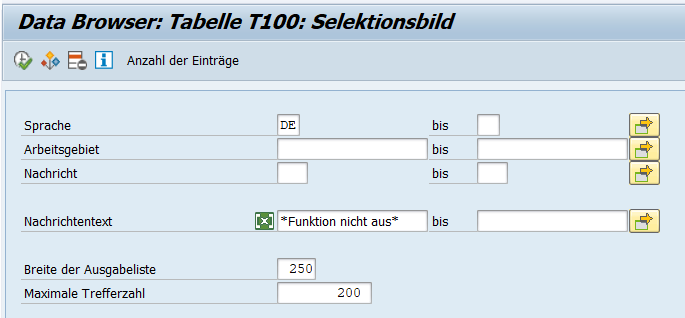 Data Browser: Tabelle T100: Selektionsbild
Anzahl der Einträge
Sprache DE bis
Arbeitsgebiet bis
Nachricht bis
Nachrichtentext *Funktion nicht aus* bis
Breite der Ausgabeliste 250
Maximale Trefferzahl 200